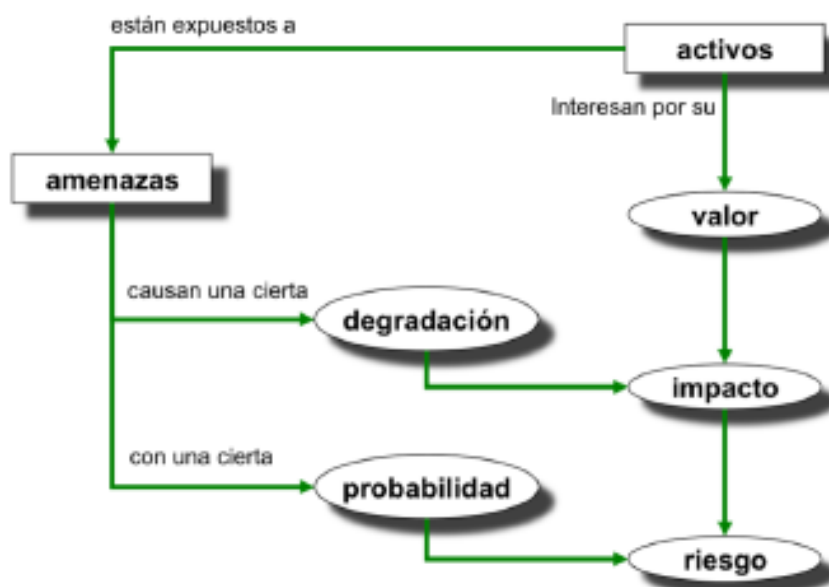 están expuestos a
activos
Interesan por su
amenazas
valor
causan una cierta
degradación
impacto
con una cierta
probabilidad
riesgo